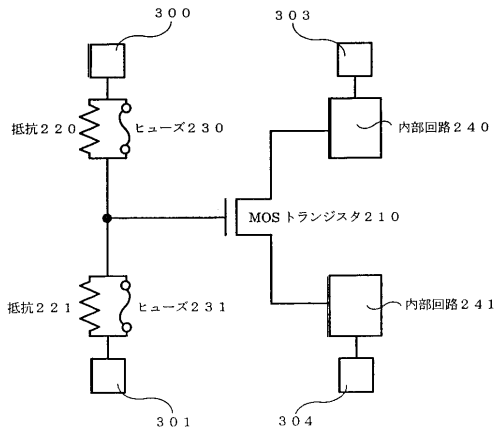 ３００
３０３
抵抗２２０
ヒューズ２３０
内部回路２４０
MOSトランジスタ２１０
抵抗２２１
ヒューズ２３１
内部回路２４１
３０１
３０４